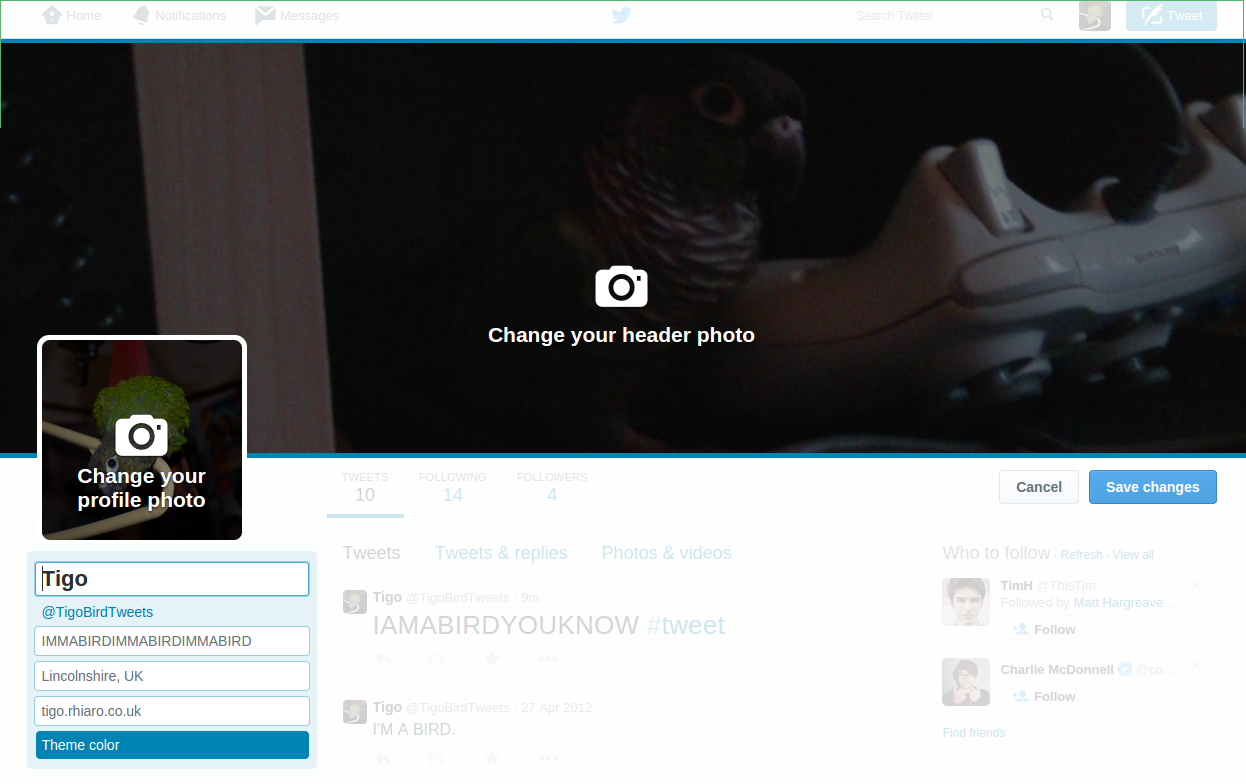 Home Notifications Messages Search Twitter Tweet
Change your header photo
Change your
profile photo
TWEETS FOLLOWING FOLLOWERS
10 14 4
Cancel Save changes
Tigo
@TigoBirdTweets
IMMABIRDIMMABIRDIMMABIRD
Lincolnshire, UK
tigo.rhiaro.co.uk
Theme color
Tweets Tweets & replies Photos & videos
Tigo @TigoBirdTweets · 9m
IAMABIRDYOUKNOW #tweet
Tigo @TigoBirdTweets · 27 Apr 2012
I'M A BIRD.
Who to follow · Refresh · View all
TimH @ThisTim
Followed by Matt Hargreave...
Follow
Charlie McDonnell @co...
Follow
Find friends